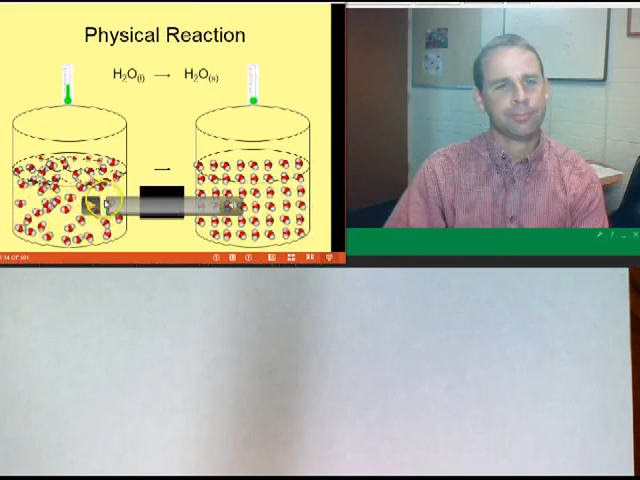 Physical Reaction
H₂O(l) → H₂O(s)